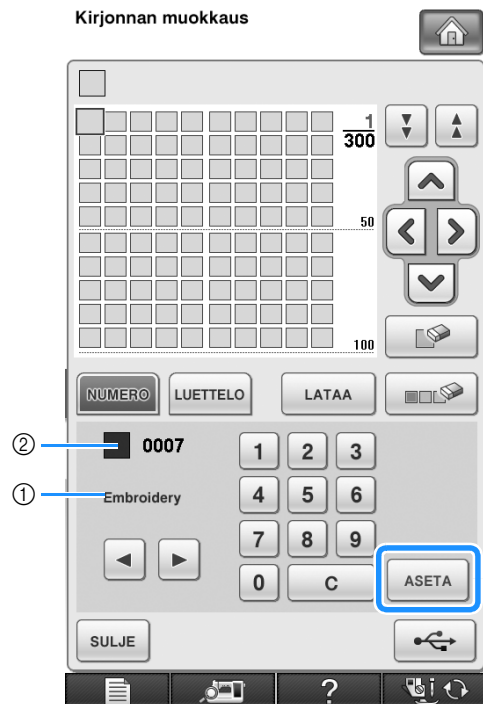 Kirjonnan muokkaus
1
300
50
100
NUMERO LUETTELO LATAA
② 0007
① Embroidery
1 2 3
4 5 6
7 8 9
0 C ASETA
SULJE
?
i